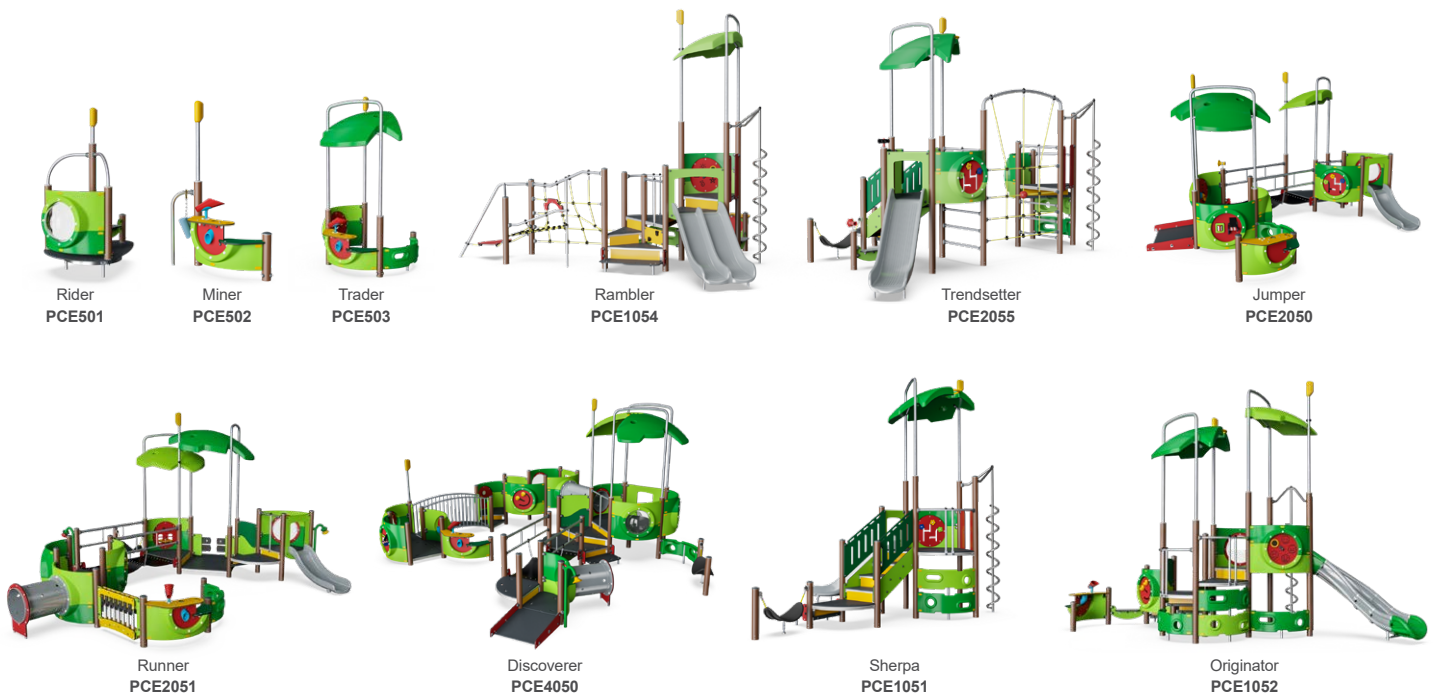 Rider
PCE501
Miner
PCE502
Trader
PCE503
Rambler
PCE1054
Trendsetter
PCE2055
Jumper
PCE2050
Runner
PCE2051
Discoverer
PCE4050
Sherpa
PCE1051
Originator
PCE1052